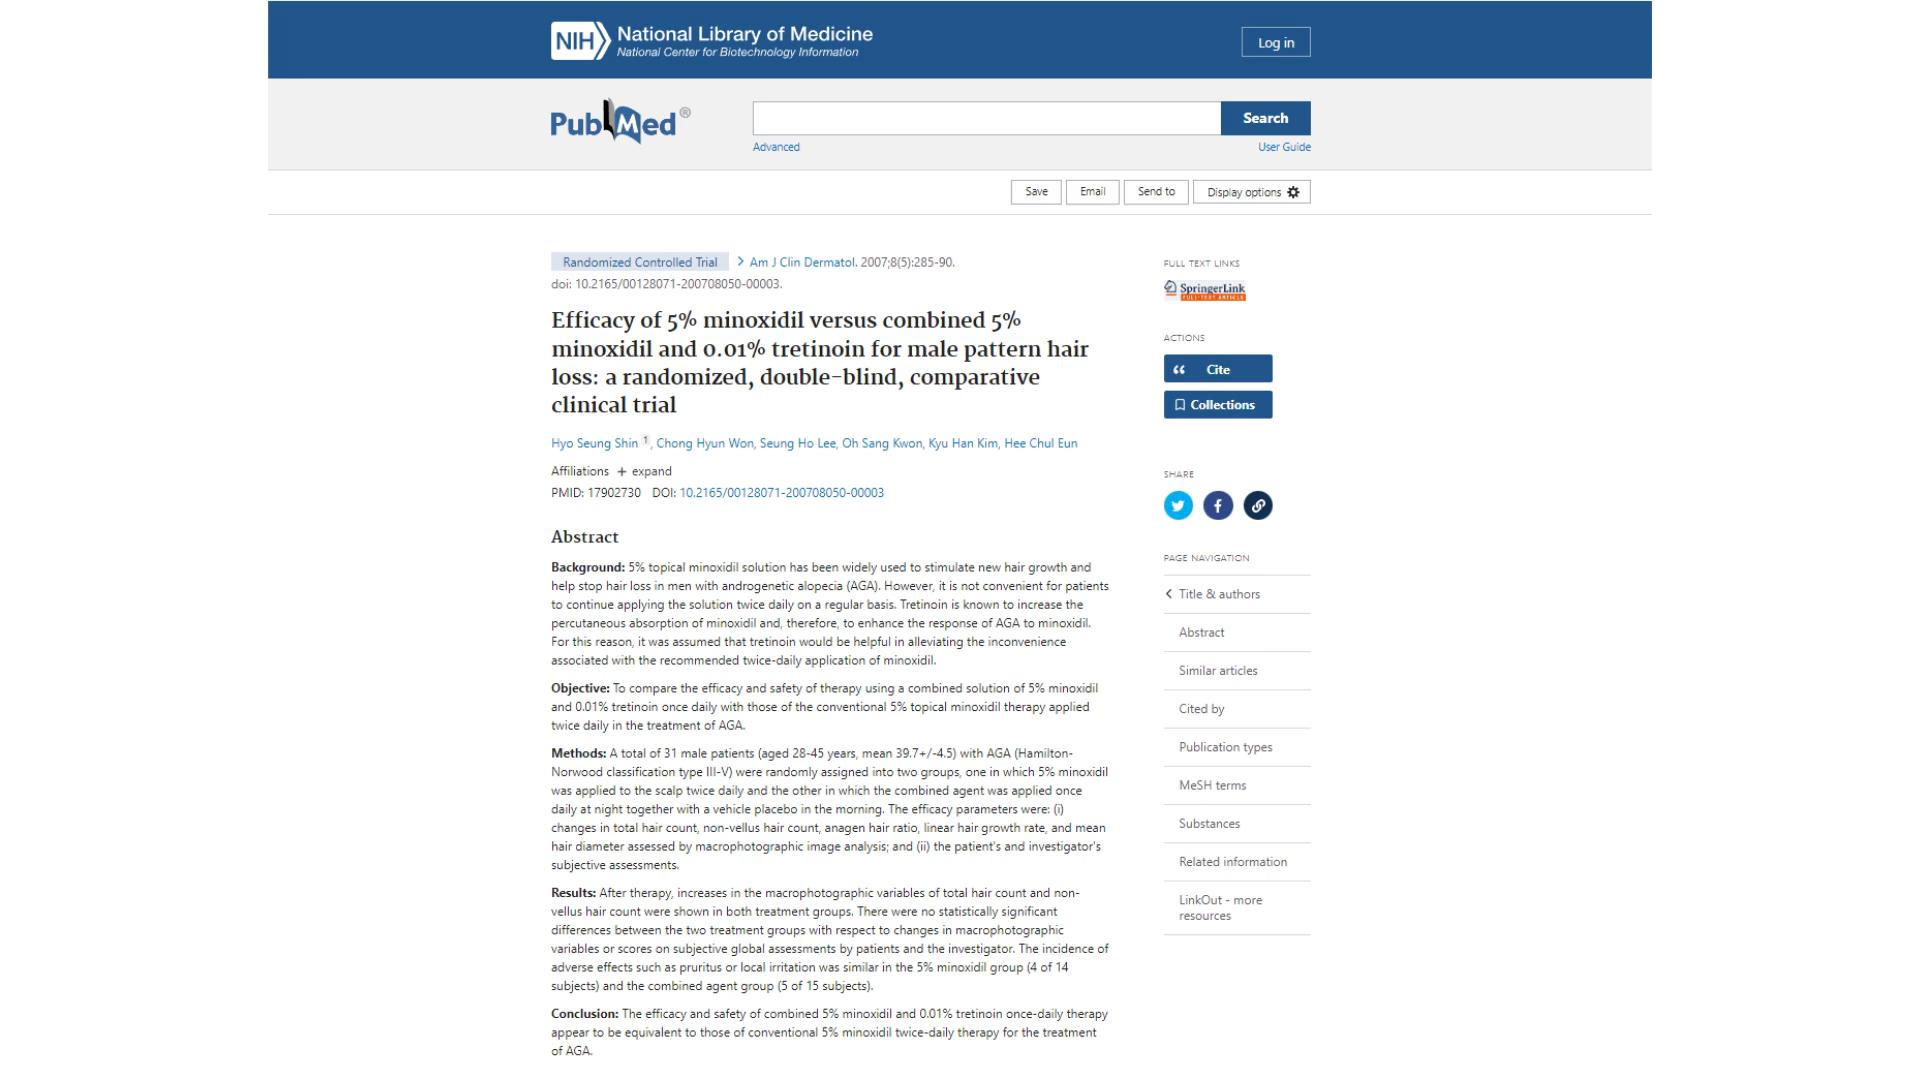 NIH National Library of Medicine
National Center for Biotechnology Information
Log in
PubMed®
Search
Advanced
User Guide
Save
Email
Send to
Display options
Randomized Controlled Trial > Am J Clin Dermatol. 2007;8(5):285-90.
doi: 10.2165/00128071-200708050-00003.
Efficacy of 5% minoxidil versus combined 5%
minoxidil and 0.01% tretinoin for male pattern hair
loss: a randomized, double-blind, comparative
clinical trial
Hyo Seung Shin 1, Chong Hyun Won, Seung Ho Lee, Oh Sang Kwon, Kyu Han Kim, Hee Chul Eun
Affiliations + expand
PMID: 17902730 DOI: 10.2165/00128071-200708050-00003
Abstract
Background: 5% topical minoxidil solution has been widely used to stimulate new hair growth and
help stop hair loss in men with androgenetic alopecia (AGA). However, it is not convenient for patients
to continue applying the solution twice daily on a regular basis. Tretinoin is known to increase the
percutaneous absorption of minoxidil and, therefore, to enhance the response of AGA to minoxidil.
For this reason, it was assumed that tretinoin would be helpful in alleviating the inconvenience
associated with the recommended twice-daily application of minoxidil.
Objective: To compare the efficacy and safety of therapy using a combined solution of 5% minoxidil
and 0.01% tretinoin once daily with those of the conventional 5% topical minoxidil therapy applied
twice daily in the treatment of AGA.
Methods: A total of 31 male patients (aged 28-45 years, mean 39.7+/-4.5) with AGA (Hamilton-
Norwood classification type III-V) were randomly assigned into two groups, one in which 5% minoxidil
was applied to the scalp twice daily and the other in which the combined agent was applied once
daily at night together with a vehicle placebo in the morning. The efficacy parameters were: (i)
changes in total hair count, non-vellus hair count, anagen hair ratio, linear hair growth rate, and mean
hair diameter assessed by macrophotographic image analysis; and (ii) the patient's and investigator's
subjective assessments.
Results: After therapy, increases in the macrophotographic variables of total hair count and non-
vellus hair count were shown in both treatment groups. There were no statistically significant
differences between the two treatment groups with respect to changes in macrophotographic
variables or scores on subjective global assessments by patients and the investigator. The incidence of
adverse effects such as pruritus or local irritation was similar in the 5% minoxidil group (4 of 14
subjects) and the combined agent group (5 of 15 subjects).
Conclusion: The efficacy and safety of combined 5% minoxidil and 0.01% tretinoin once-daily therapy
appear to be equivalent to those of conventional 5% minoxidil twice-daily therapy for the treatment
of AGA.
FULL TEXT LINKS
SpringerLink
FULL-TEXT ARTICLE
ACTIONS
Cite
Collections
SHARE
PAGE NAVIGATION
Title & authors
Abstract
Similar articles
Cited by
Publication types
MeSH terms
Substances
Related information
LinkOut - more
resources